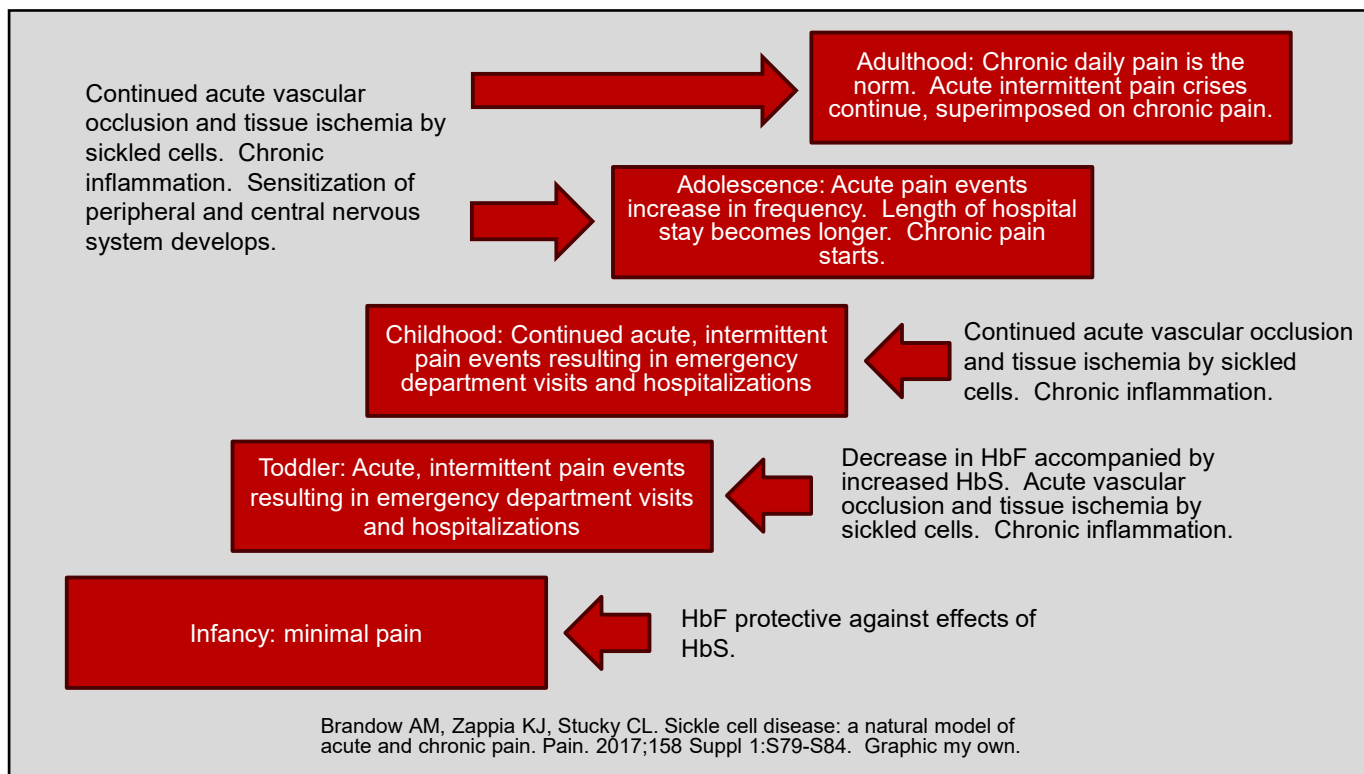 Adulthood: Chronic daily pain is the
norm.  Acute intermittent pain crises
continue, superimposed on chronic pain.
Continued acute vascular
occlusion and tissue ischemia by
sickled cells.  Chronic
inflammation.  Sensitization of
peripheral and central nervous
system develops.
Adolescence: Acute pain events
increase in frequency.  Length of hospital
stay becomes longer.  Chronic pain
starts.
Childhood: Continued acute, intermittent
pain events resulting in emergency
department visits and hospitalizations
Continued acute vascular occlusion
and tissue ischemia by sickled
cells.  Chronic inflammation.
Toddler: Acute, intermittent pain events
resulting in emergency department visits
and hospitalizations
Decrease in HbF accompanied by
increased HbS.  Acute vascular
occlusion and tissue ischemia by
sickled cells.  Chronic inflammation.
Infancy: minimal pain
HbF protective against effects of
HbS.
Brandow AM, Zappia KJ, Stucky CL. Sickle cell disease: a natural model of
acute and chronic pain. Pain. 2017;158 Suppl 1:S79-S84.  Graphic my own.